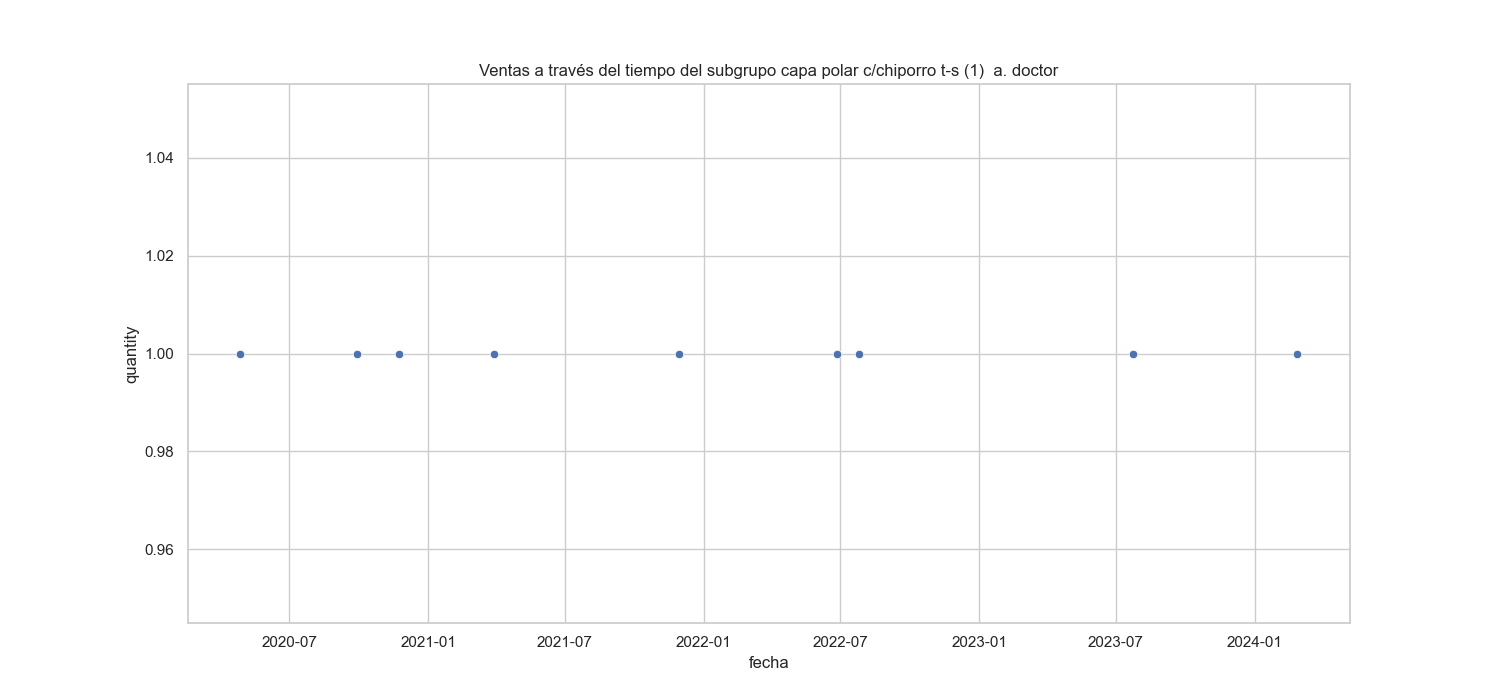 Ventas a través del tiempo del subgrupo capa polar c/chiporro t-s (1)  a. doctor
1.04
1.02
1.00
0.98
0.96
quantity
2020-07 2021-01 2021-07 2022-01 2022-07 2023-01 2023-07 2024-01
fecha